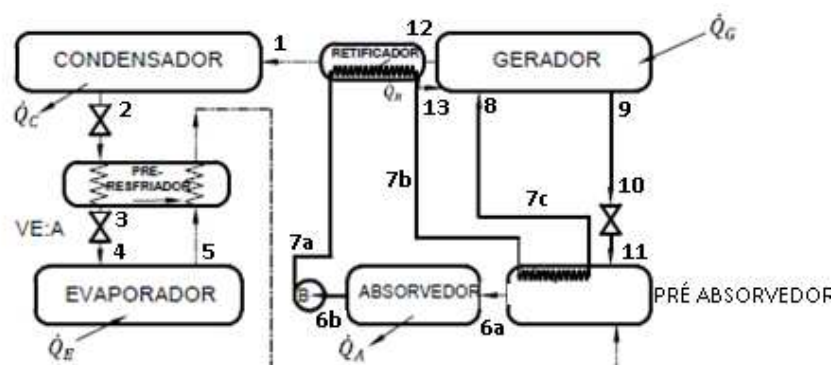 12
1
RETIFICADOR
CONDENSADOR
GERADOR
Q̇G
Q̇R
Q̇C
2
13
8
9
PRÉ-
RESFRIADOR
7b
10
7c
VE:A
3
4
5
7a
11
EVAPORADOR
B
ABSORVEDOR
PRÉ ABSORVEDOR
6b
6a
Q̇E
Q̇A